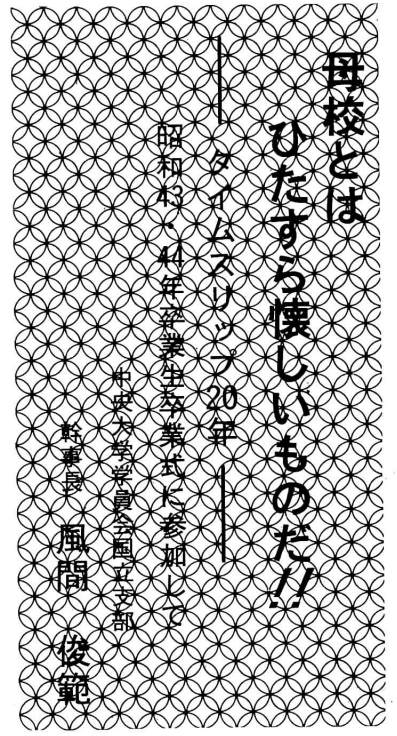 母校とは
ひたすら懐しいものだ!!
──タイムスリップ20年──
昭和43・44年卒業生卒業式に参加して
中央大学学員会国立支部
幹事長 風間 俊範